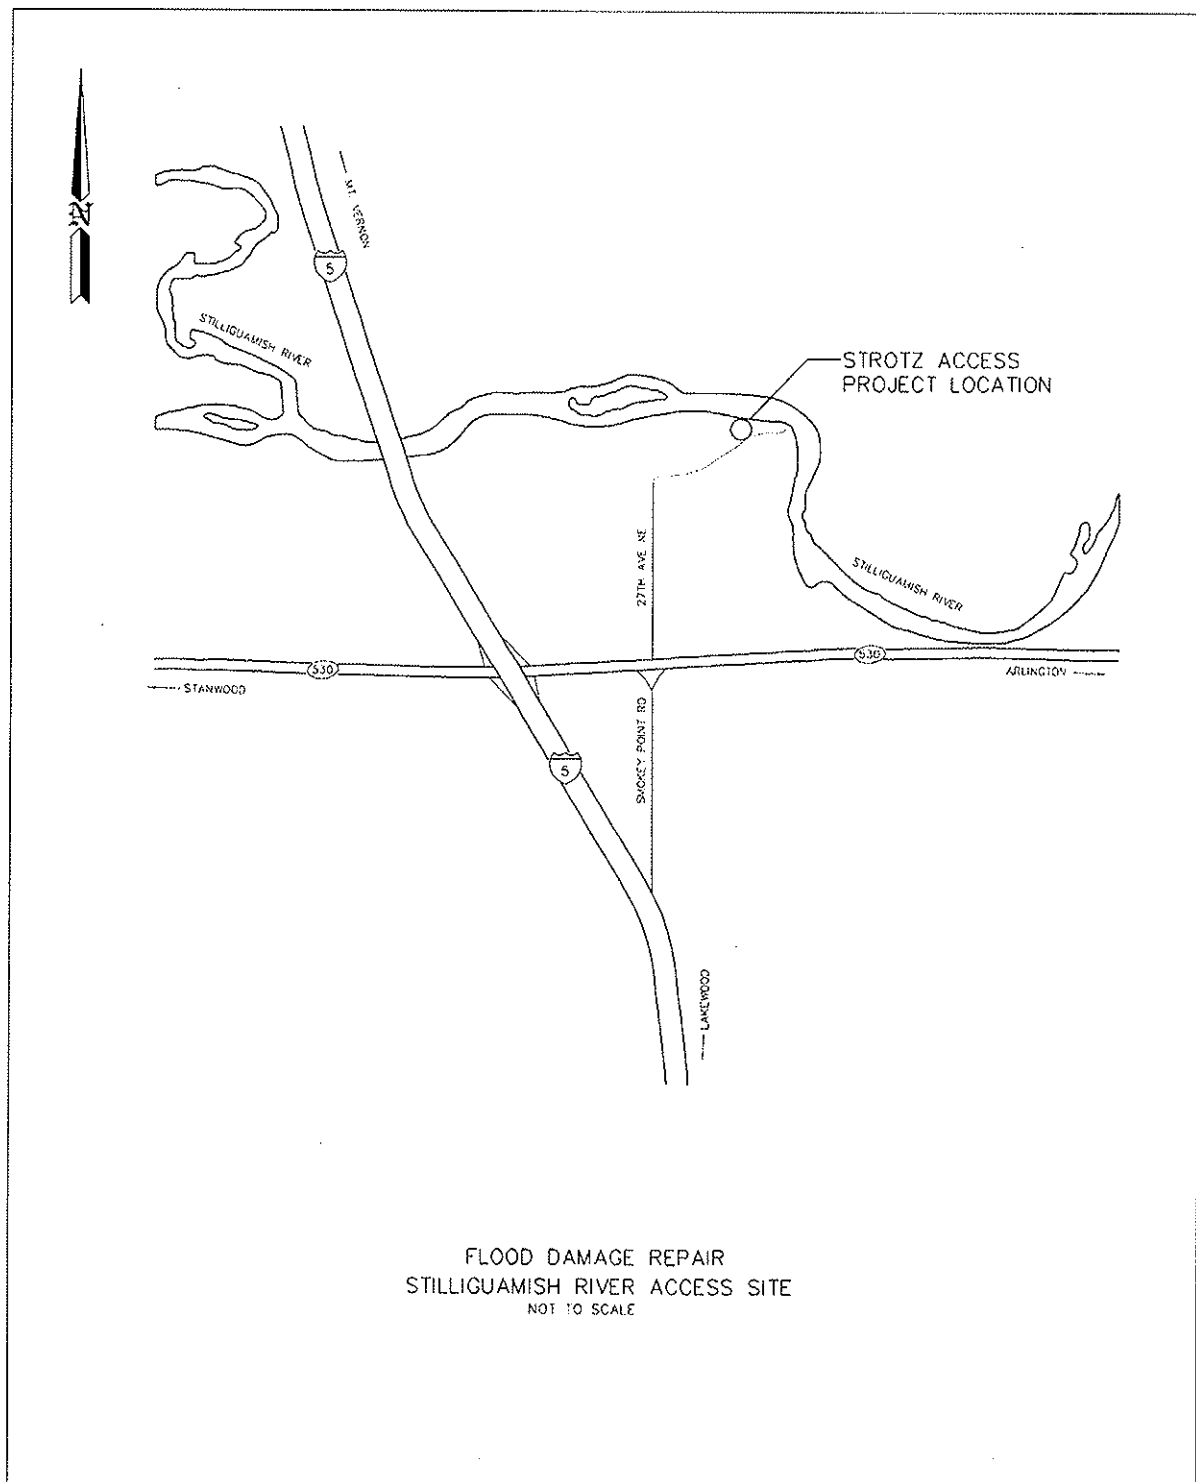 N
MT. VERNON
5
STILLIGUAMISH RIVER
STROTZ ACCESS
PROJECT LOCATION
27TH AVE NE
STILLIGUAMISH RIVER
530
530
STANWOOD
ARLINGTON
SMOKEY POINT RD
5
LAKEWOOD
FLOOD DAMAGE REPAIR
STILLIGUAMISH RIVER ACCESS SITE
NOT TO SCALE